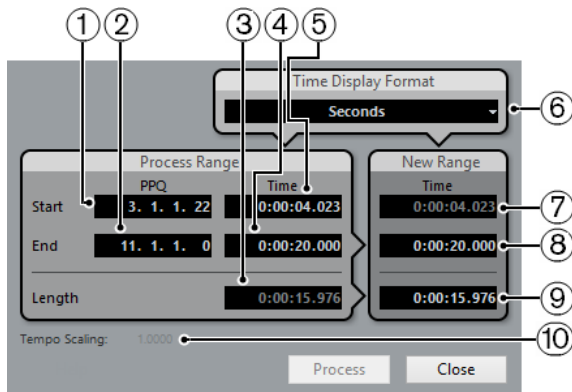 ① ② ③ ④ ⑤
Time Display Format
Seconds ⑥
Process Range New Range
PPQ Time Time
Start 3. 1. 1. 22 0:00:04.023 0:00:04.023 ⑦
End 11. 1. 1. 0 0:00:20.000 0:00:20.000 ⑧
Length 0:00:15.976 0:00:15.976 ⑨
Tempo Scaling: 1.0000 ⑩
Process Close